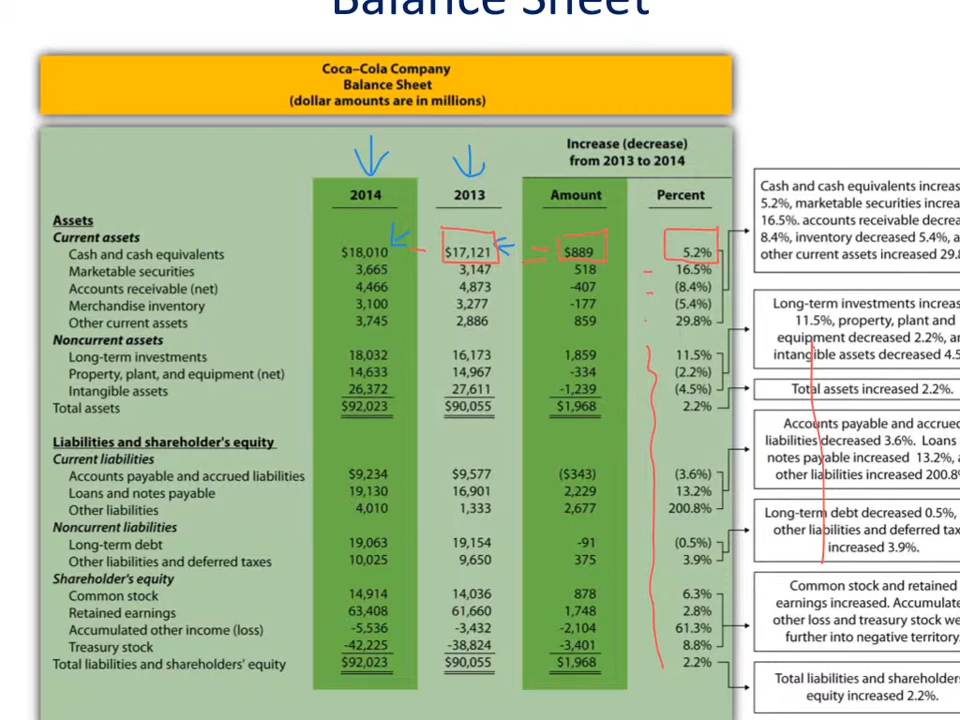 Balance Sheet
Coca–Cola Company
Balance Sheet
(dollar amounts are in millions)
Increase (decrease)
from 2013 to 2014
2014 2013 Amount Percent
Assets
Current assets
Cash and cash equivalents $18,010 $17,121 $889 5.2%
Marketable securities 3,665 3,147 518 16.5%
Accounts receivable (net) 4,466 4,873 -407 (8.4%)
Merchandise inventory 3,100 3,277 -177 (5.4%)
Other current assets 3,745 2,886 859 29.8%
Noncurrent assets
Long-term investments 18,032 16,173 1,859 11.5%
Property, plant, and equipment (net) 14,633 14,967 -334 (2.2%)
Intangible assets 26,372 27,611 -1,239 (4.5%)
Total assets $92,023 $90,055 $1,968 2.2%
Liabilities and shareholder's equity
Current liabilities
Accounts payable and accrued liabilities $9,234 $9,577 ($343) (3.6%)
Loans and notes payable 19,130 16,901 2,229 13.2%
Other liabilities 4,010 1,333 2,677 200.8%
Noncurrent liabilities
Long-term debt 19,063 19,154 -91 (0.5%)
Other liabilities and deferred taxes 10,025 9,650 375 3.9%
Shareholder's equity
Common stock 14,914 14,036 878 6.3%
Retained earnings 63,408 61,660 1,748 2.8%
Accumulated other income (loss) -5,536 -3,432 -2,104 61.3%
Treasury stock -42,225 -38,824 -3,401 8.8%
Total liabilities and shareholders' equity $92,023 $90,055 $1,968 2.2%
Cash and cash equivalents
5.2%, marketable securities
16.5%. accounts receivable
8.4%, inventory decreased 5.4%,
other current assets increased
Long-term investments
11.5%, property, plant and
equipment decreased 2.2%,
intangible assets decreased
Total assets increased 2.2%.
Accounts payable and accrued
liabilities decreased 3.6%. Loans
notes payable increased 13.2%,
other liabilities increased
Long-term debt decreased 0.5%,
other liabilities and deferred
increased 3.9%.
Common stock and retained
earnings increased.
other loss and treasury stock
further into negative territory.
Total liabilities and
equity increased 2.2%.